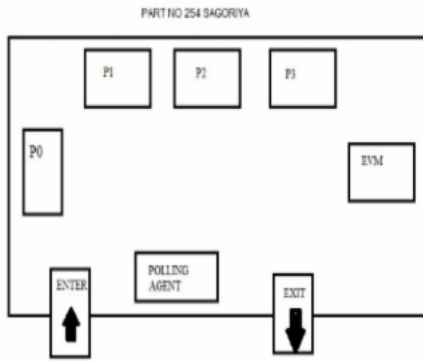 PART NO 254 SAGORIYA
P1
P2
P3
P0
EVM
POLLING
AGENT
ENTER
EXIT